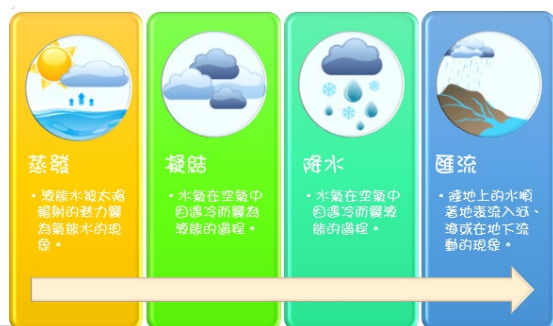 蒸發
・液態水被太陽
輻射的熱力變
為氣態水的現
象。
凝結
・水氣在空氣中
因遇冷而變為
液態的過程。
降水
・水氣在空氣中
因遇冷而變液
態的過程。
匯流
・陸地上的水順
著地表流入河、
海或在地下流
動的現象。